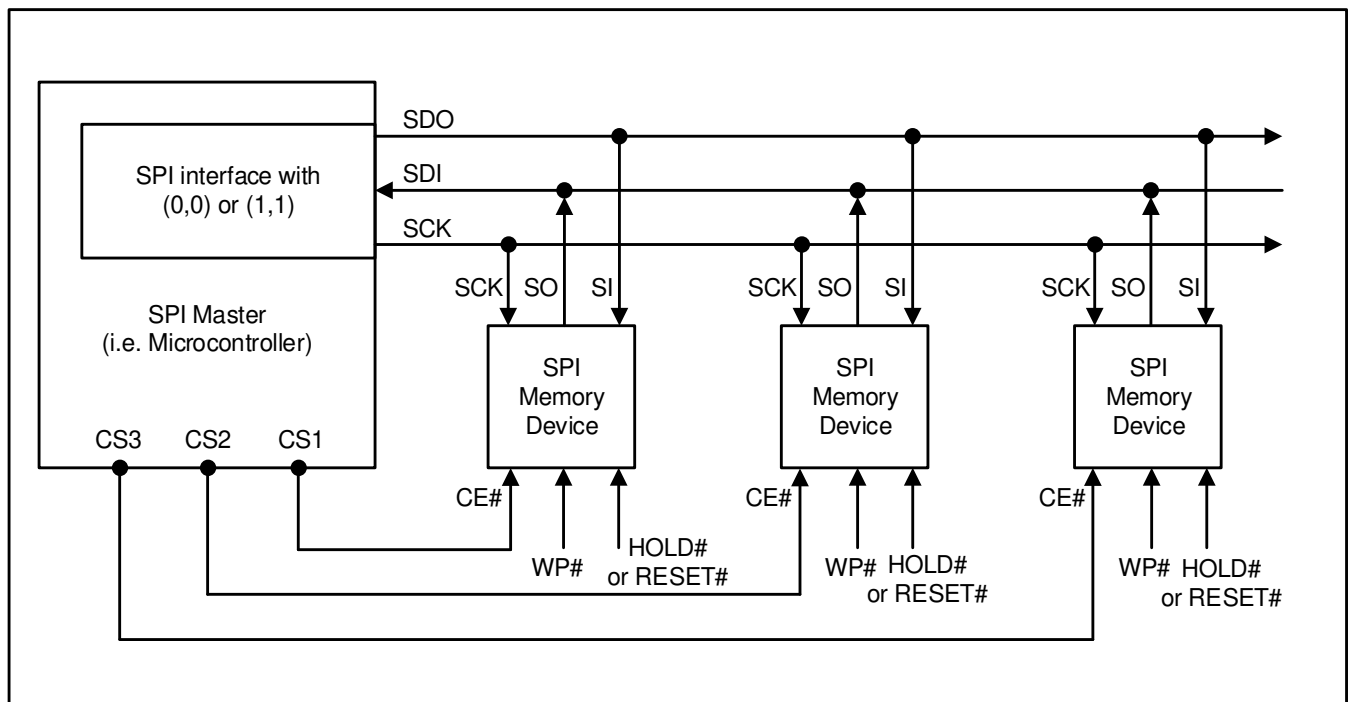 SDO
SPI interface with
(0,0) or (1,1)
SDI
SCK
SPI Master
(i.e. Microcontroller)
CS3
CS2
CS1
SCK
SO
SI
SPI
Memory
Device
CE#
WP#
HOLD#
or RESET#
SCK
SO
SI
SPI
Memory
Device
CE#
WP#
HOLD#
or RESET#
SCK
SO
SI
SPI
Memory
Device
CE#
WP#
HOLD#
or RESET#